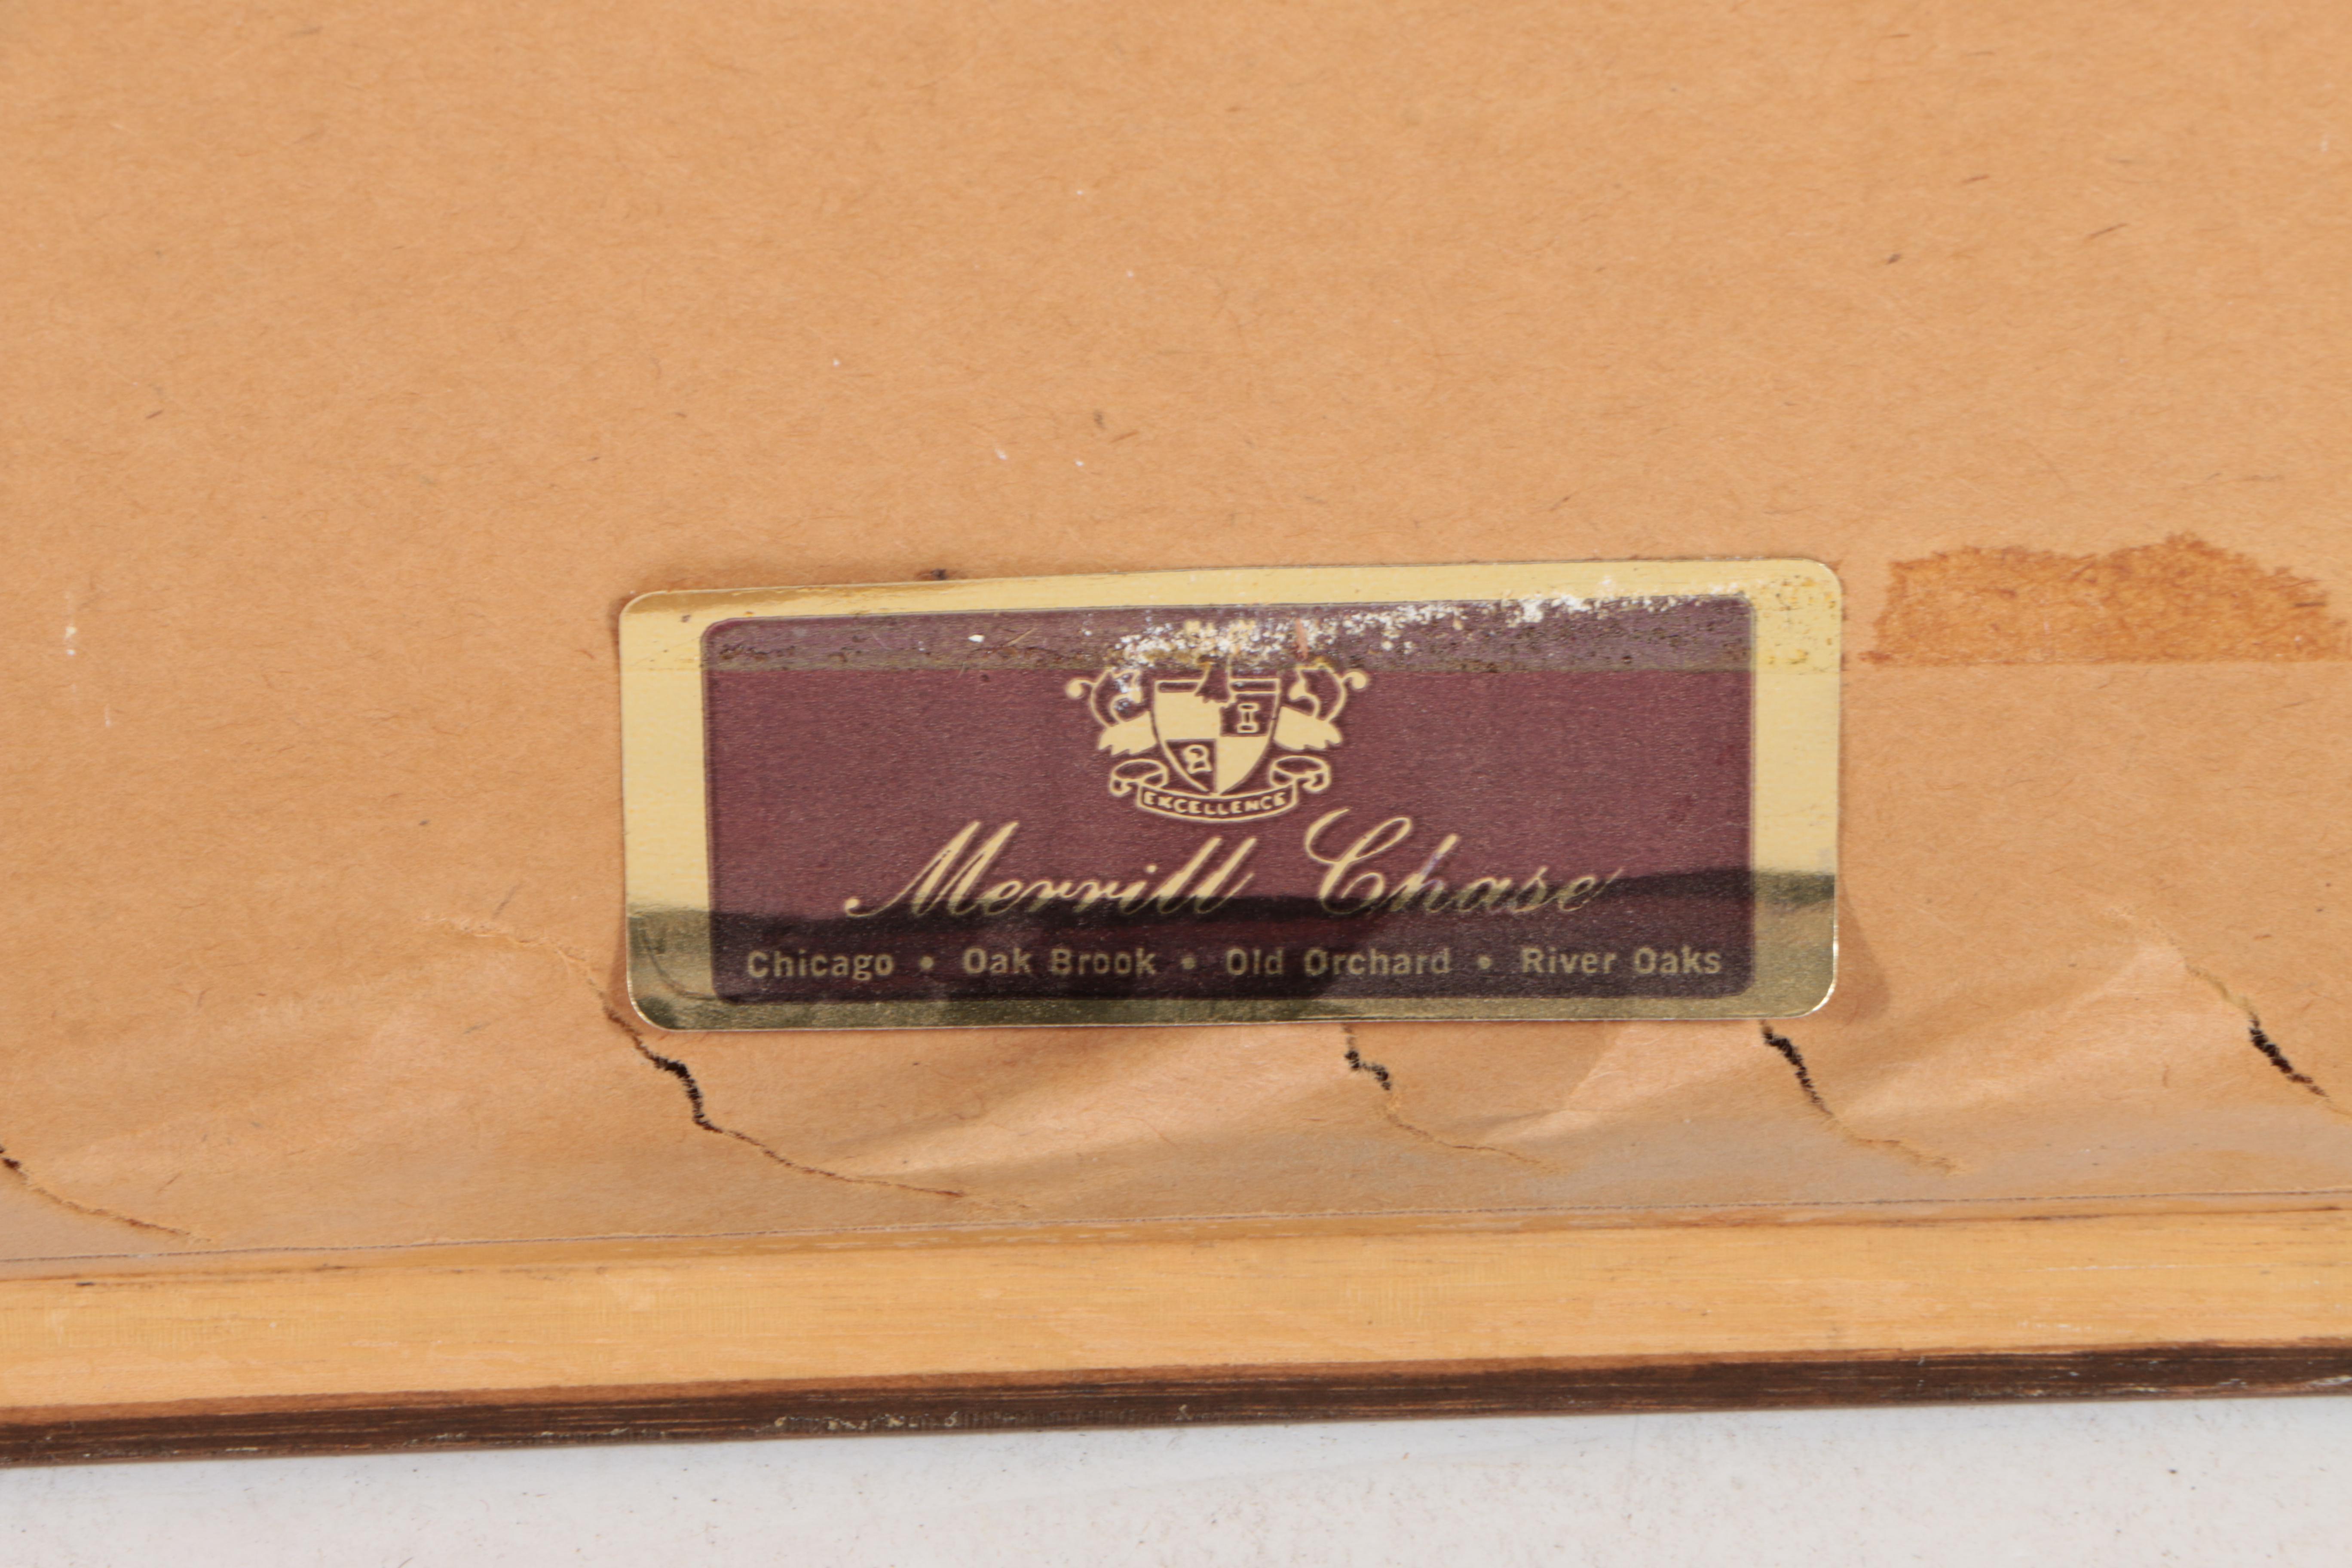 EXCELLENCE
Merrill Chase
Chicago • Oak Brook • Old Orchard • River Oaks